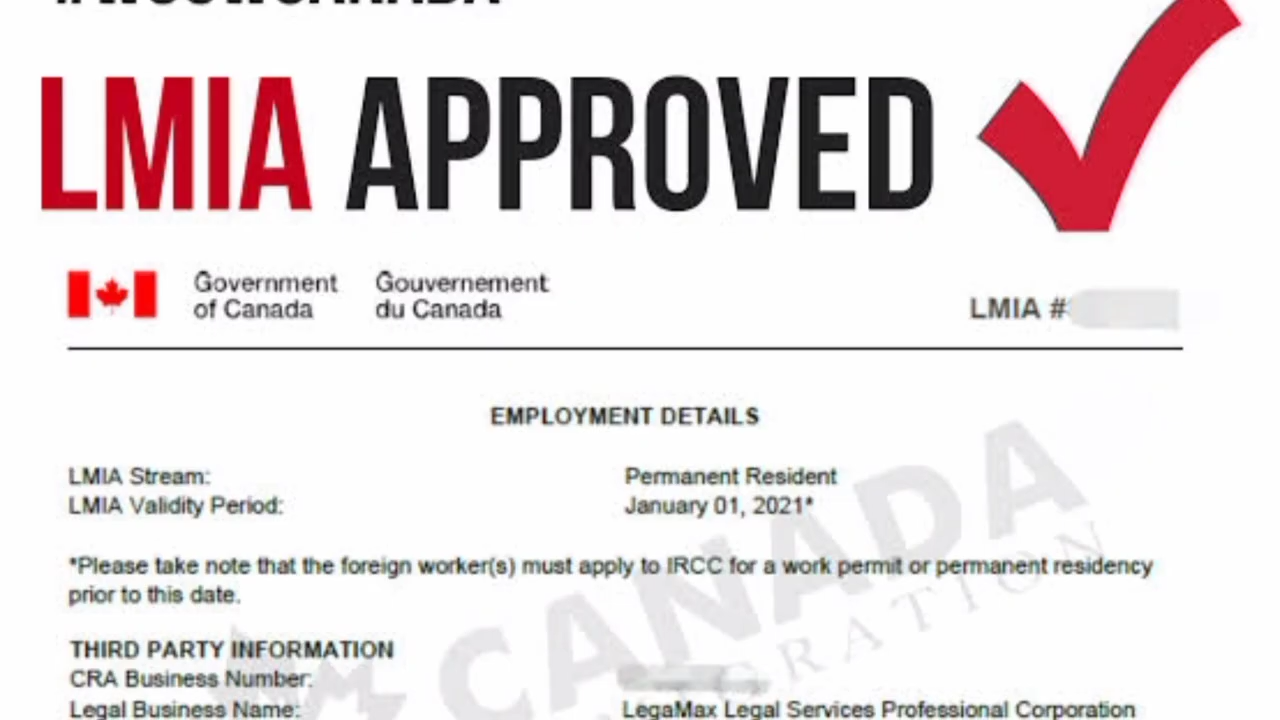 LMIA APPROVED
Government Gouvernement
of Canada du Canada
LMIA #
EMPLOYMENT DETAILS
LMIA Stream: Permanent Resident
LMIA Validity Period: January 01, 2021*
*Please take note that the foreign worker(s) must apply to IRCC for a work permit or permanent residency
prior to this date.
THIRD PARTY INFORMATION
CRA Business Number:
Legal Business Name: LegaMax Legal Services Professional Corporation
CANADA